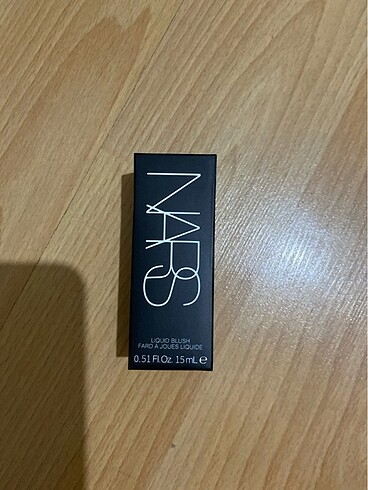 NARS
LIQUID BLUSH
FARD A JOUES LIQUIDE
0.51 Fl.Oz. 15mL ℮